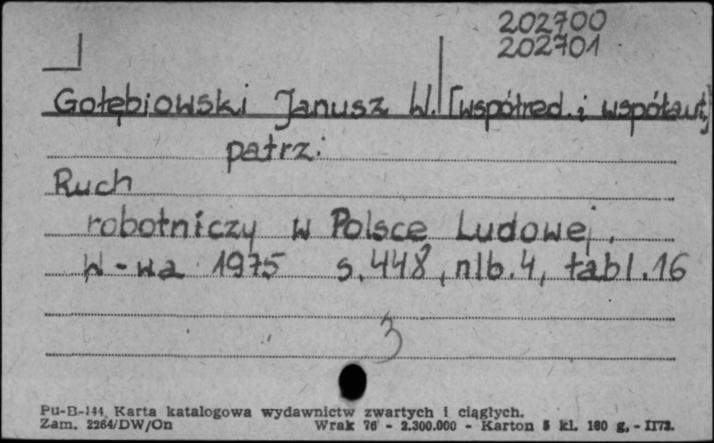 202700
202701
Gołębiowski Janusz W. [współred. i współaut.]
patrz:
Ruch
robotniczy w Polsce Ludowej.
W-wa 1975 s. 448, nlb. 4, tabl. 16
3
Pu-B-144. Karta katalogowa wydawnictw zwartych i ciągłych.
Zam. 2264/DW/On Wrak 76 - 2.300.000 - Karton 5 kl. 180 g. - II73.